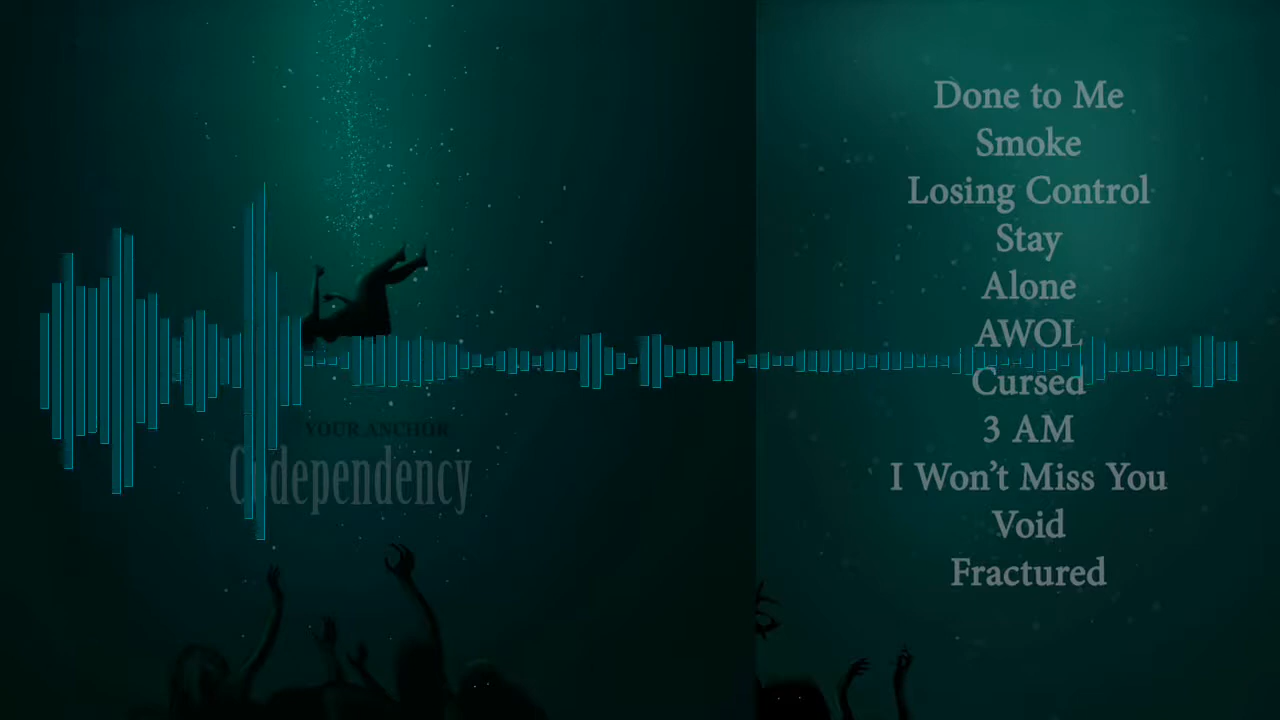 YOUR ANCHOR
Codependency
Done to Me
Smoke
Losing Control
Stay
Alone
AWOL
Cursed
3 AM
I Won’t Miss You
Void
Fractured